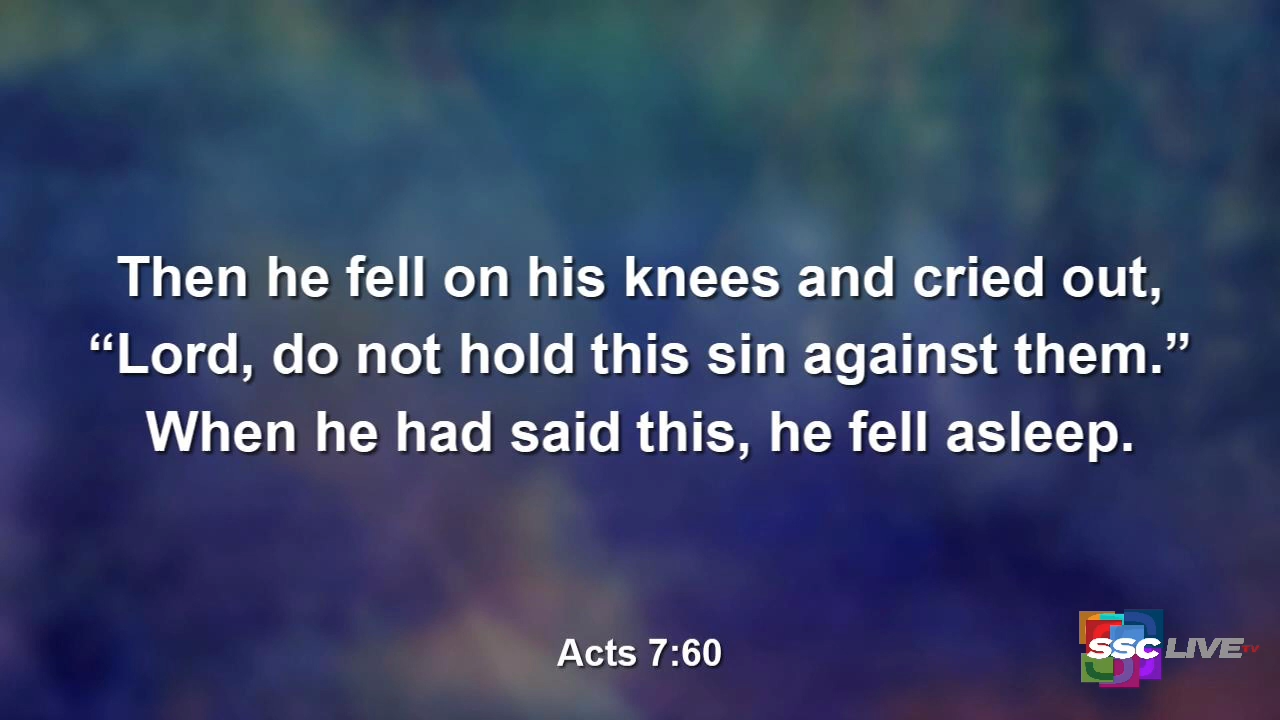 Then he fell on his knees and cried out,
“Lord, do not hold this sin against them.”
When he had said this, he fell asleep.
Acts 7:60
SSC LIVE TV